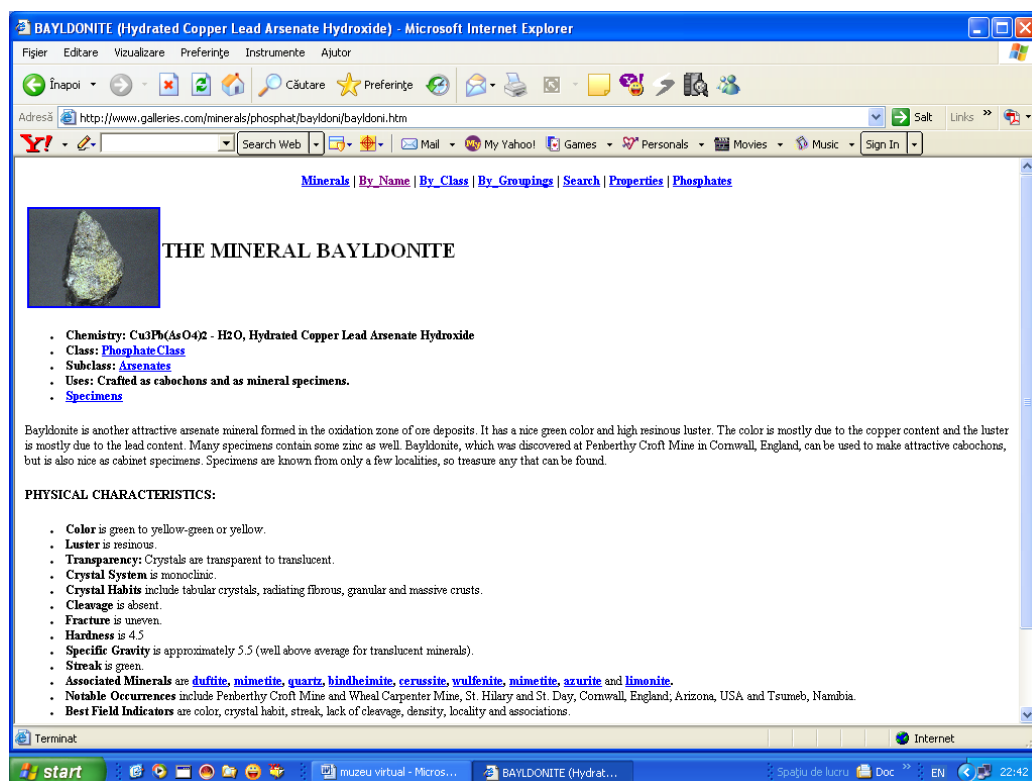 BAYLDONITE (Hydrated Copper Lead Arsenate Hydroxide) - Microsoft Internet Explorer
Fișier Editare Vizualizare Preferințe Instrumente Ajutor
Înapoi Căutare Preferințe
Adresă http://www.galleries.com/minerals/phosphat/bayldoni/bayldoni.htm Salt Links »
Y! Search Web Mail My Yahoo! Games Personals Movies Music Sign In
Minerals | By_Name | By_Class | By_Groupings | Search | Properties | Phosphates
THE MINERAL BAYLDONITE
Chemistry: Cu3Pb(AsO4)2 - H2O, Hydrated Copper Lead Arsenate Hydroxide
Class: Phosphate Class
Subclass: Arsenates
Uses: Crafted as cabochons and as mineral specimens.
Specimens
Bayldonite is another attractive arsenate mineral formed in the oxidation zone of ore deposits. It has a nice green color and high resinous luster. The color is mostly due to the copper content and the luster
is mostly due to the lead content. Many specimens contain some zinc as well. Bayldonite, which was discovered at Penberthy Croft Mine in Cornwall, England, can be used to make attractive cabochons,
but is also nice as cabinet specimens. Specimens are known from only a few localities, so treasure any that can be found.
PHYSICAL CHARACTERISTICS:
Color is green to yellow-green or yellow.
Luster is resinous.
Transparency: Crystals are transparent to translucent.
Crystal System is monoclinic.
Crystal Habits include tabular crystals, radiating fibrous, granular and massive crusts.
Cleavage is absent.
Fracture is uneven.
Hardness is 4.5
Specific Gravity is approximately 5.5 (well above average for translucent minerals).
Streak is green.
Associated Minerals are duftite, mimetite, quartz, bindheimite, cerussite, wulfenite, mimetite, azurite and limonite.
Notable Occurrences include Penberthy Croft Mine and Wheal Carpenter Mine, St. Hilary and St. Day, Cornwall, England; Arizona, USA and Tsumeb, Namibia.
Best Field Indicators are color, crystal habit, streak, lack of cleavage, density, locality and associations.
Terminat Internet
start muzeu virtual - Micros... BAYLDONITE (Hydrat... Spațiu de lucru Doc » EN 22:42